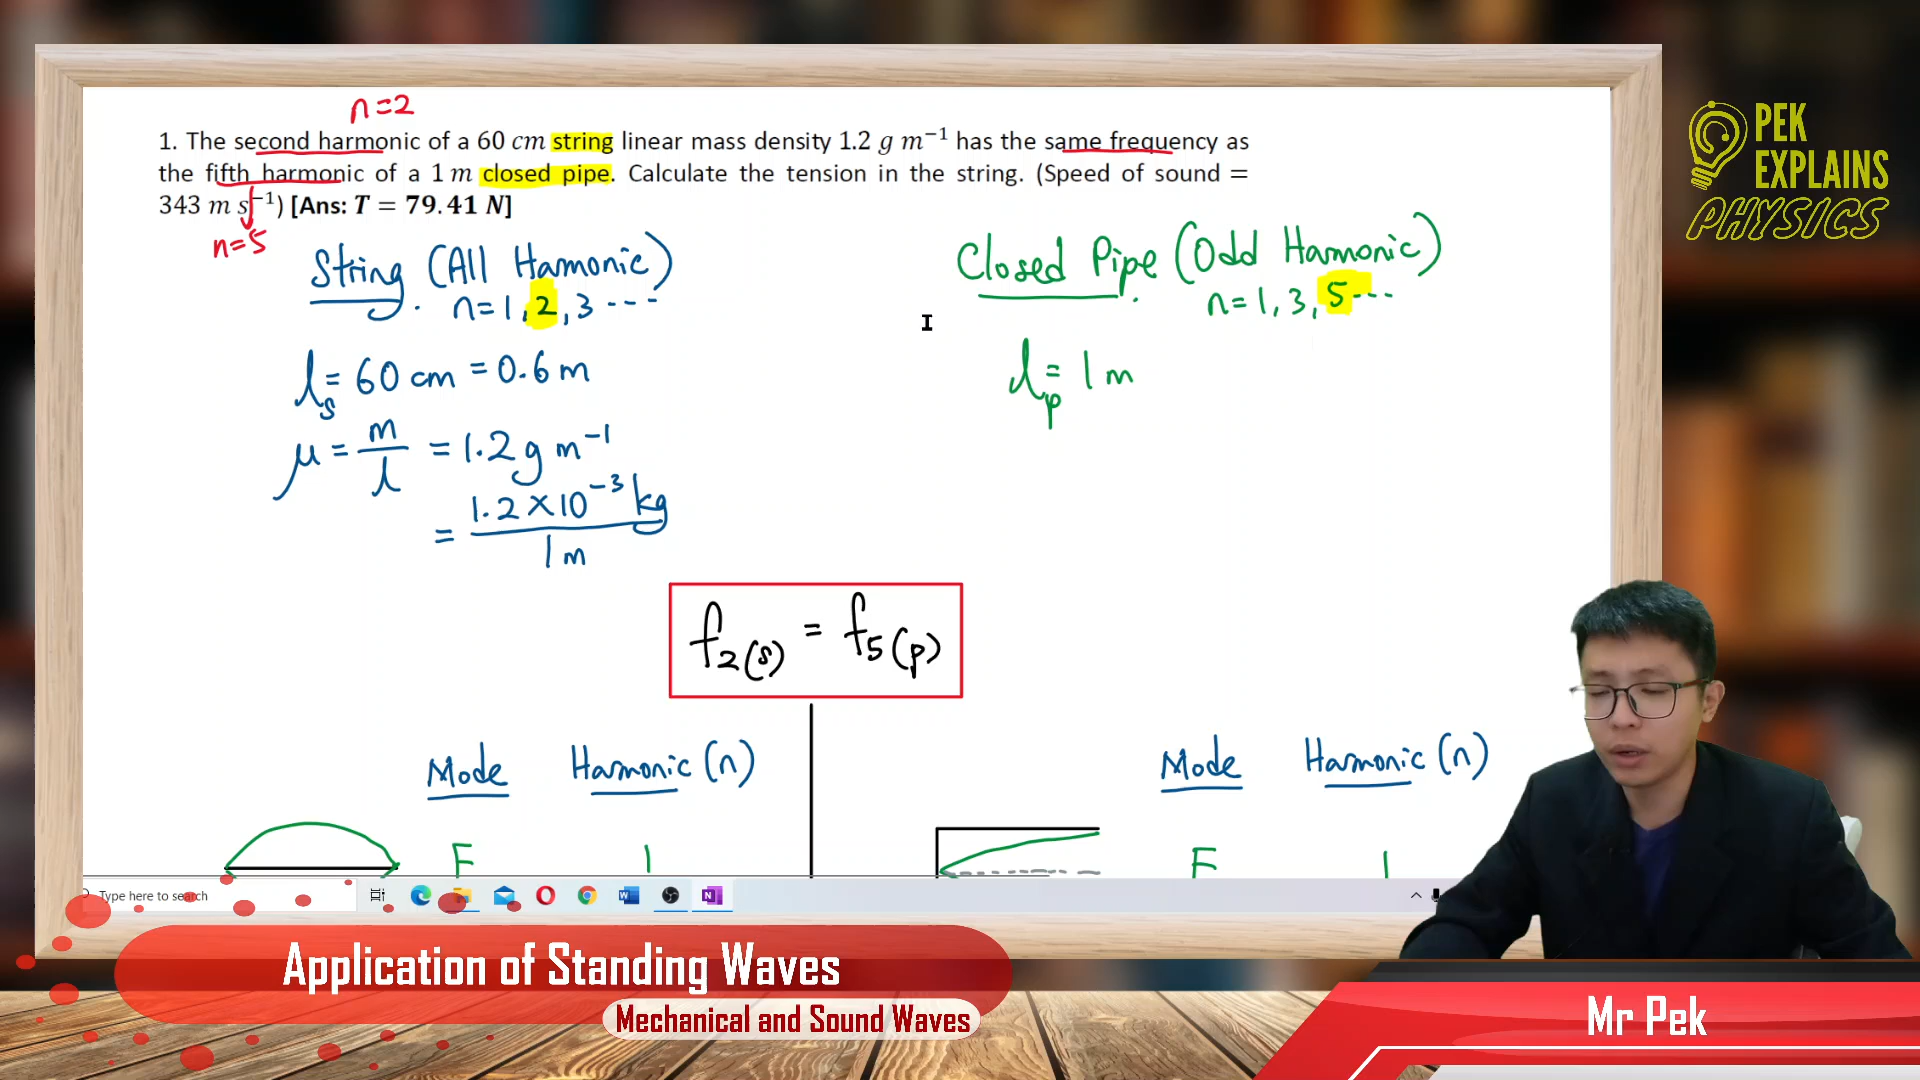 n=2
1. The second harmonic of a 60 cm string linear mass density 1.2 g m⁻¹ has the same frequency as
the fifth harmonic of a 1 m closed pipe. Calculate the tension in the string. (Speed of sound =
343 m s⁻¹) [Ans: T = 79.41 N]
n=5
String (All Harmonic)
n=1, 2, 3 ---
Closed Pipe (Odd Harmonic)
n=1, 3, 5---
lₛ = 60 cm = 0.6 m
lₚ = 1 m
μ = m/l = 1.2 g m⁻¹
= 1.2×10⁻³ kg / 1 m
f₂₍ₛ₎ = f₅₍ₚ₎
Mode Harmonic (n)
F 1
Mode Harmonic (n)
F 1
Type here to search
PEK
EXPLAINS
PHYSICS
Application of Standing Waves
Mechanical and Sound Waves
Mr Pek